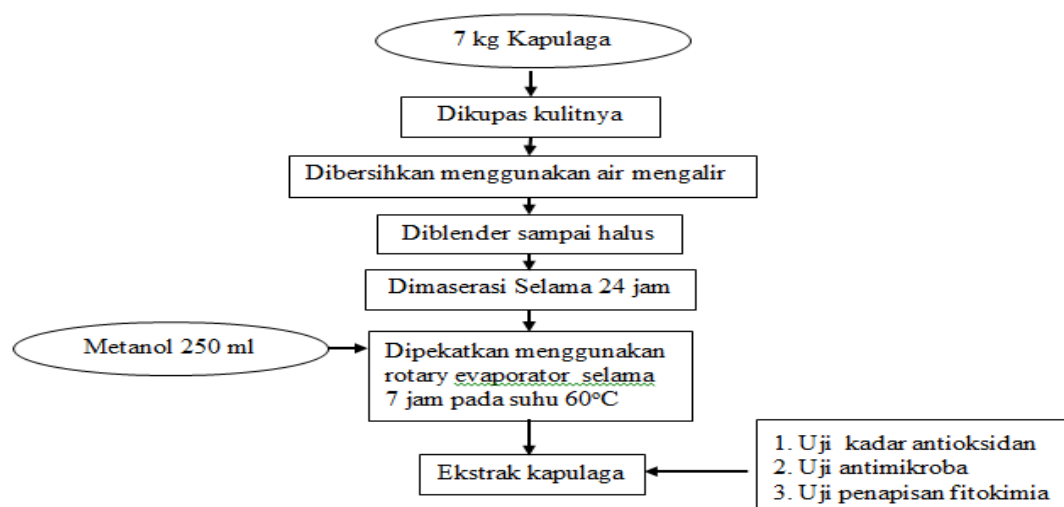 7 kg Kapulaga
Dikupas kulitnya
Dibersihkan menggunakan air mengalir
Diblender sampai halus
Dimaserasi Selama 24 jam
Metanol 250 ml
Dipekatkan menggunakan
rotary evaporator selama
7 jam pada suhu 60°C
Ekstrak kapulaga
1. Uji kadar antioksidan
2. Uji antimikroba
3. Uji penapisan fitokimia